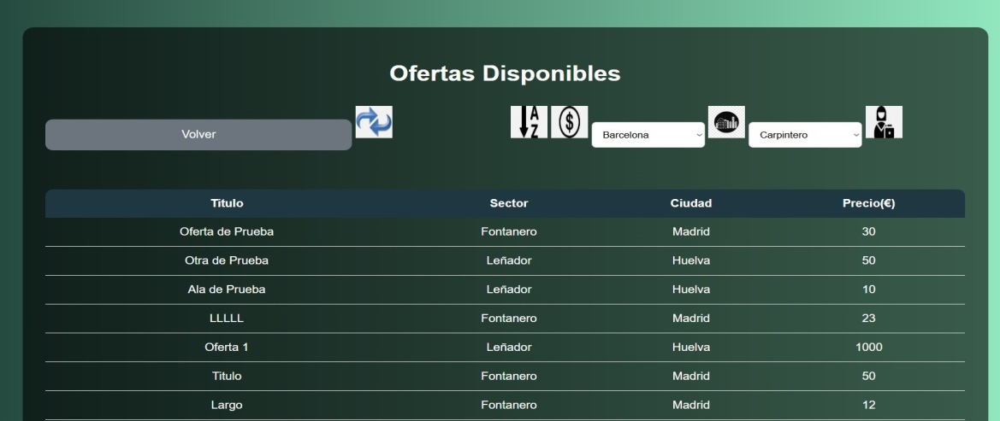 Ofertas Disponibles
Volver A Z $ Barcelona Carpintero
Titulo Sector Ciudad Precio(€)
Oferta de Prueba Fontanero Madrid 30
Otra de Prueba Leñador Huelva 50
Ala de Prueba Leñador Huelva 10
LLLLL Fontanero Madrid 23
Oferta 1 Leñador Huelva 1000
Titulo Fontanero Madrid 50
Largo Fontanero Madrid 12